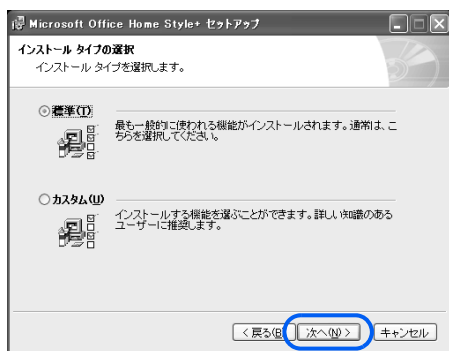 Microsoft Office Home Style+ セットアップ
インストール タイプの選択
インストール タイプを選択します。
標準(T)
最も一般的に使われる機能がインストールされます。通常は、こ
ちらを選択してください。
カスタム(U)
インストールする機能を選ぶことができます。詳しい知識のある
ユーザーに推奨します。
< 戻る(B)
次へ(N) >
キャンセル